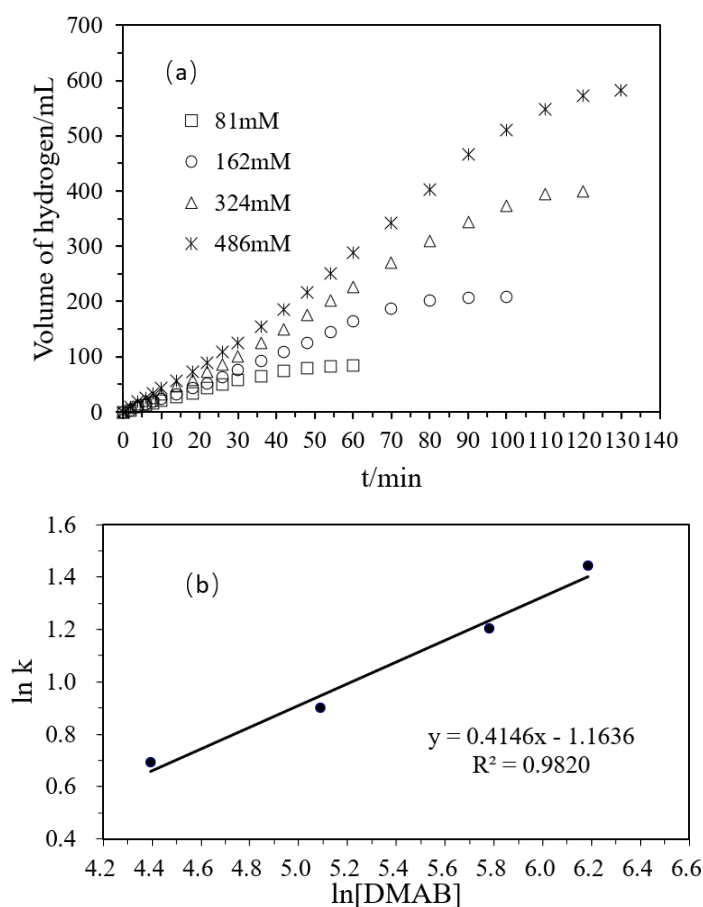 700
600
500
400
300
200
100
0
Volume of hydrogen/mL
(a)
81mM
162mM
324mM
486mM
0 10 20 30 40 50 60 70 80 90 100 110 120 130 140
t/min
1.6
1.4
1.2
1.0
0.8
0.6
0.4
ln k
(b)
y = 0.4146x - 1.1636
R² = 0.9820
4.2 4.4 4.6 4.8 5.0 5.2 5.4 5.6 5.8 6.0 6.2 6.4 6.6
ln[DMAB]